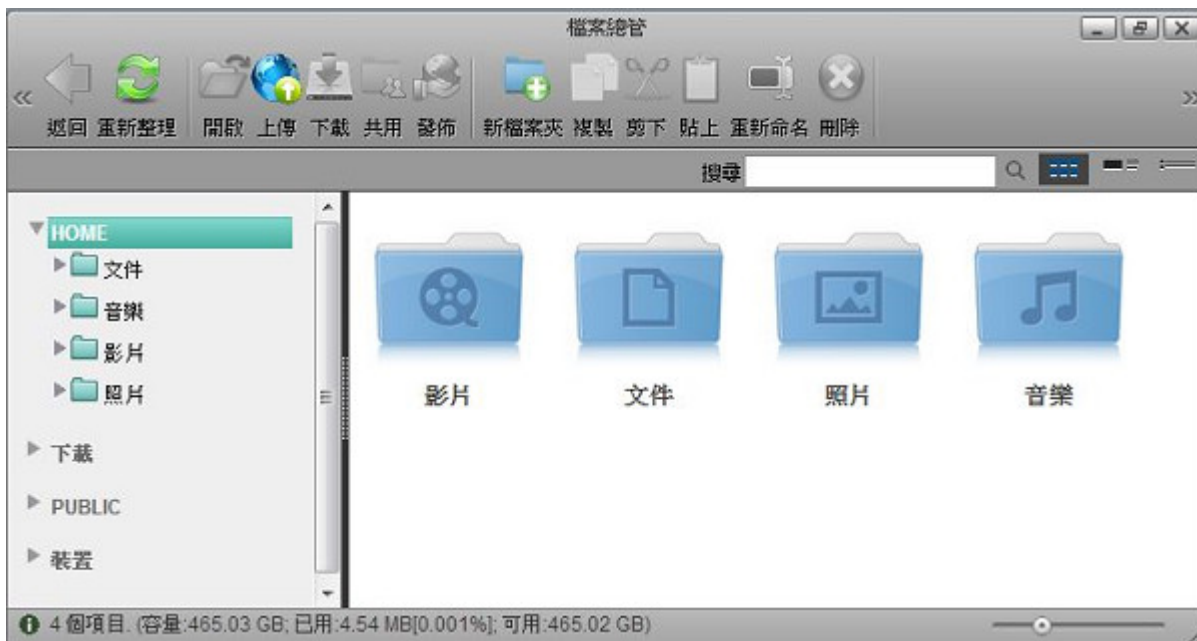 檔案總管
返回 重新整理 開啟 上傳 下載 共用 發佈 新檔案夾 複製 剪下 貼上 重新命名 刪除
搜尋
HOME
文件
音樂
影片
照片
下載
PUBLIC
裝置
影片 文件 照片 音樂
4 個項目. (容量:465.03 GB; 已用:4.54 MB[0.001%]; 可用:465.02 GB)